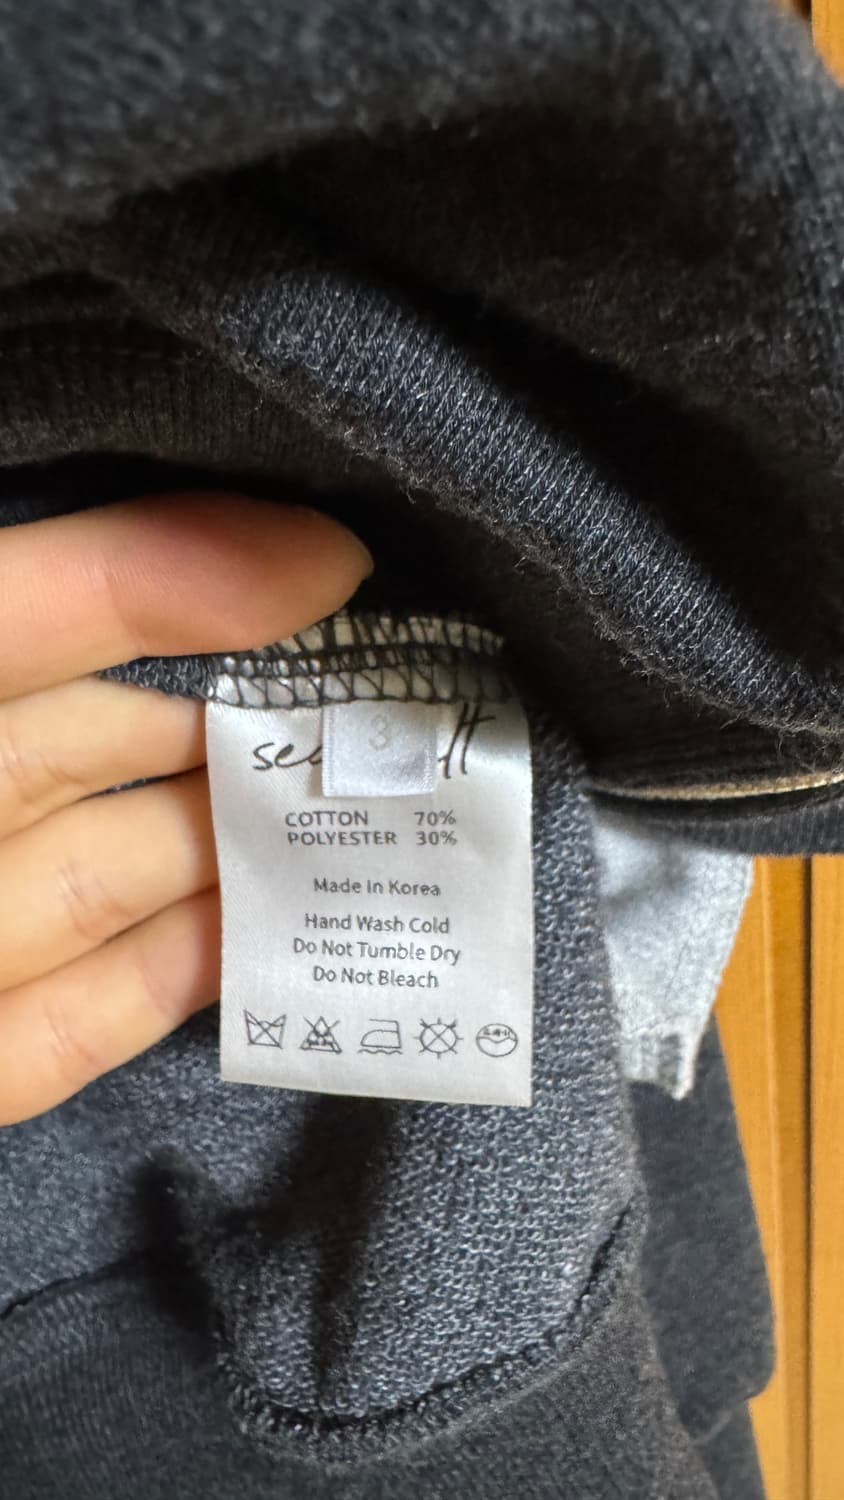 3
COTTON 70%
POLYESTER 30%
Made In Korea
Hand Wash Cold
Do Not Tumble Dry
Do Not Bleach